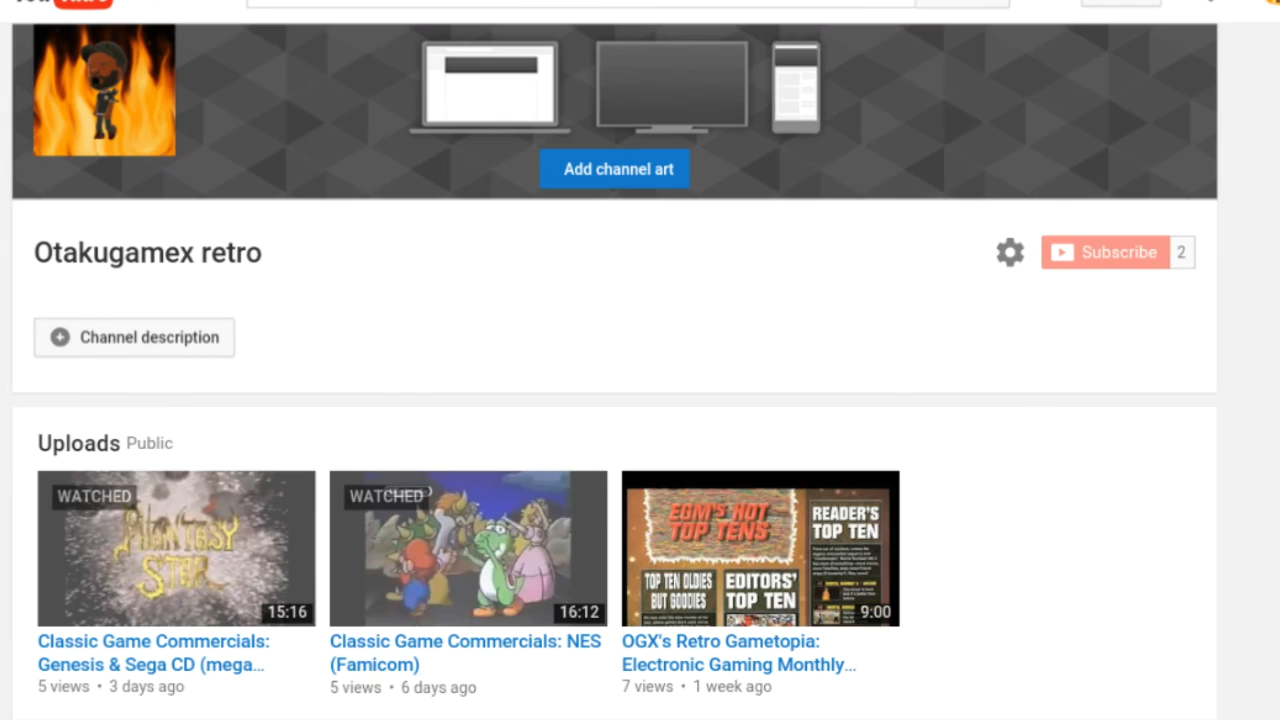 Add channel art
Otakugamex retro
Subscribe 2
Channel description
Uploads Public
WATCHED
PHANTASY
STAR
15:16
WATCHED
16:12
EGM'S HOT
TOP TENS
READER'S
TOP TEN
TOP TEN OLDIES
BUT GOODIES
EDITORS'
TOP TEN
9:00
Classic Game Commercials:
Genesis & Sega CD (mega...
5 views • 3 days ago
Classic Game Commercials: NES
(Famicom)
5 views • 6 days ago
OGX's Retro Gametopia:
Electronic Gaming Monthly...
7 views • 1 week ago